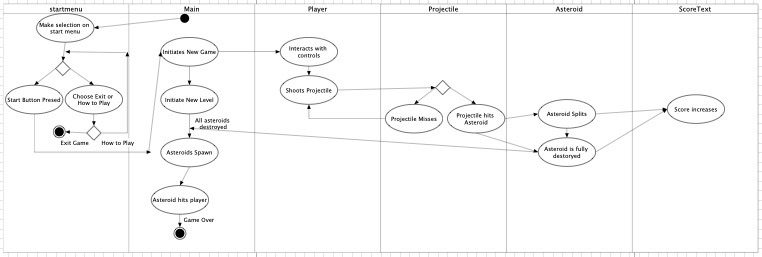 startmenu
Main
Player
Projectile
Asteroid
ScoreText
Make selection on
start menu
Initiates New Game
Interacts with
controls
Shoots Projectile
Start Button Presed
Choose Exit or
How to Play
Initiate New Level
Projectile Misses
Projectile hits
Asteroid
Asteroid Splits
Score increases
All asteroids
destroyed
Exit Game
How to Play
Asteroids Spawn
Asteroid is fully
destoryed
Asteroid hits player
Game Over